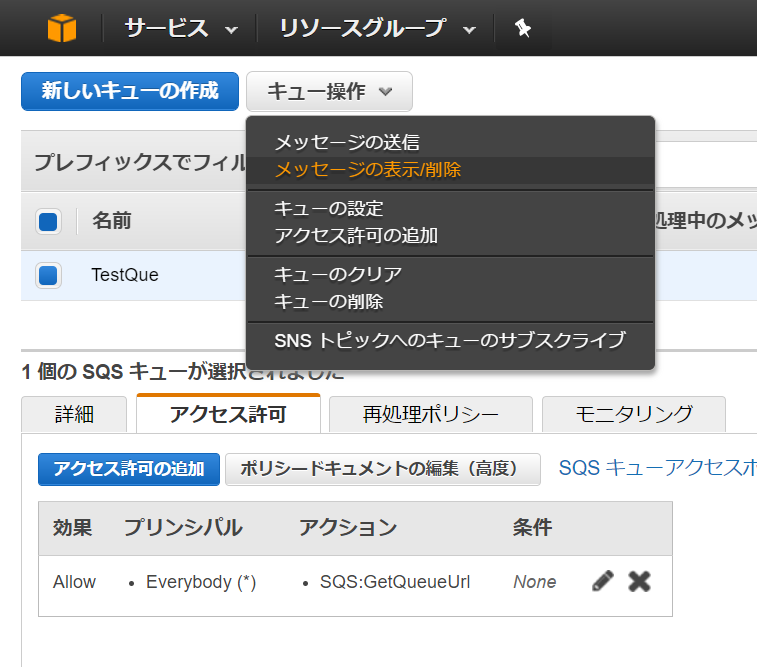 サービス リソースグループ
新しいキューの作成 キュー操作
メッセージの送信
プレフィックスでフィル メッセージの表示/削除
キューの設定
名前 処理中のメッ
アクセス許可の追加
TestQue キューのクリア
キューの削除
SNS トピックへのキューのサブスクライブ
1 個の SQS キューが選択されました
詳細 アクセス許可 再処理ポリシー モニタリング
アクセス許可の追加 ポリシードキュメントの編集（高度） SQS キューアクセスポ
効果 プリンシパル アクション 条件
Allow • Everybody (*) • SQS:GetQueueUrl None